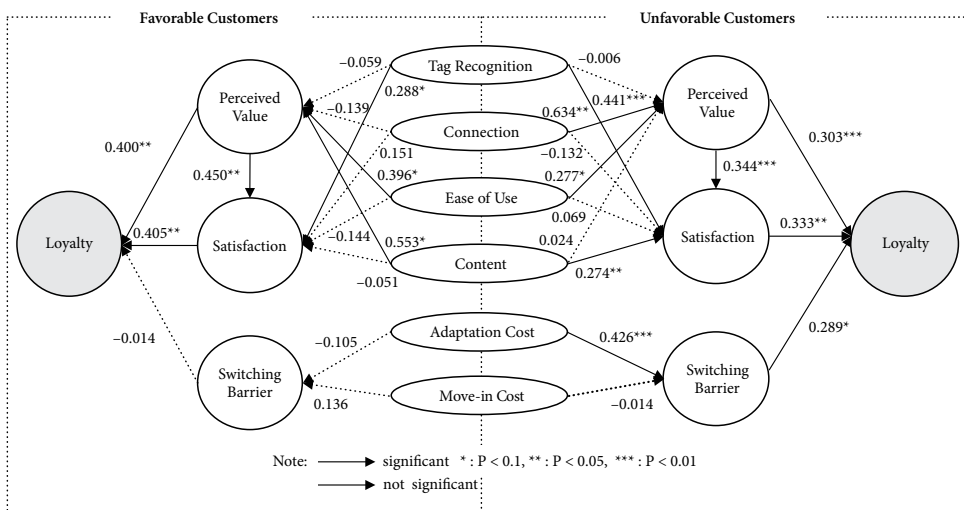 Favorable Customers
Unfavorable Customers
−0.059
Tag Recognition
−0.006
Perceived
Value
0.288*
0.441***
Perceived
Value
−0.139
Connection
0.634**
0.400**
0.151
−0.132
0.303***
0.450**
0.396*
0.277*
0.344***
Ease of Use
Loyalty
0.405**
Satisfaction
−0.144
0.553*
0.069
0.024
Satisfaction
0.333**
Loyalty
Content
−0.051
0.274**
−0.014
−0.105
Adaptation Cost
0.426***
0.289*
Switching
Barrier
Switching
Barrier
0.136
Move-in Cost
−0.014
Note: significant * : P < 0.1, ** : P < 0.05, *** : P < 0.01
not significant